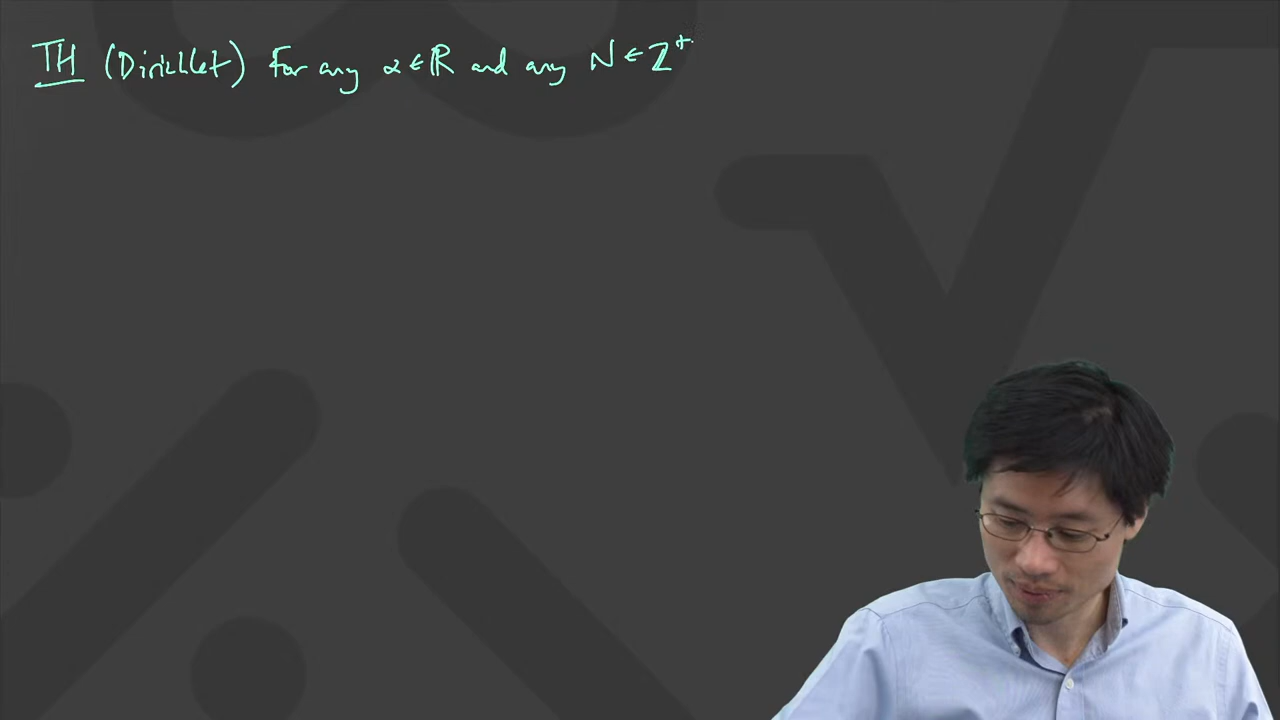 TH (Dirichlet) For any α ∈ ℝ and any N ∈ ℤ⁺